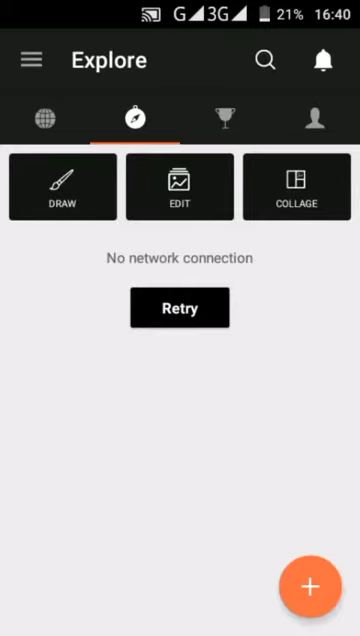 G 3G 21% 16:40
Explore
DRAW EDIT COLLAGE
No network connection
Retry